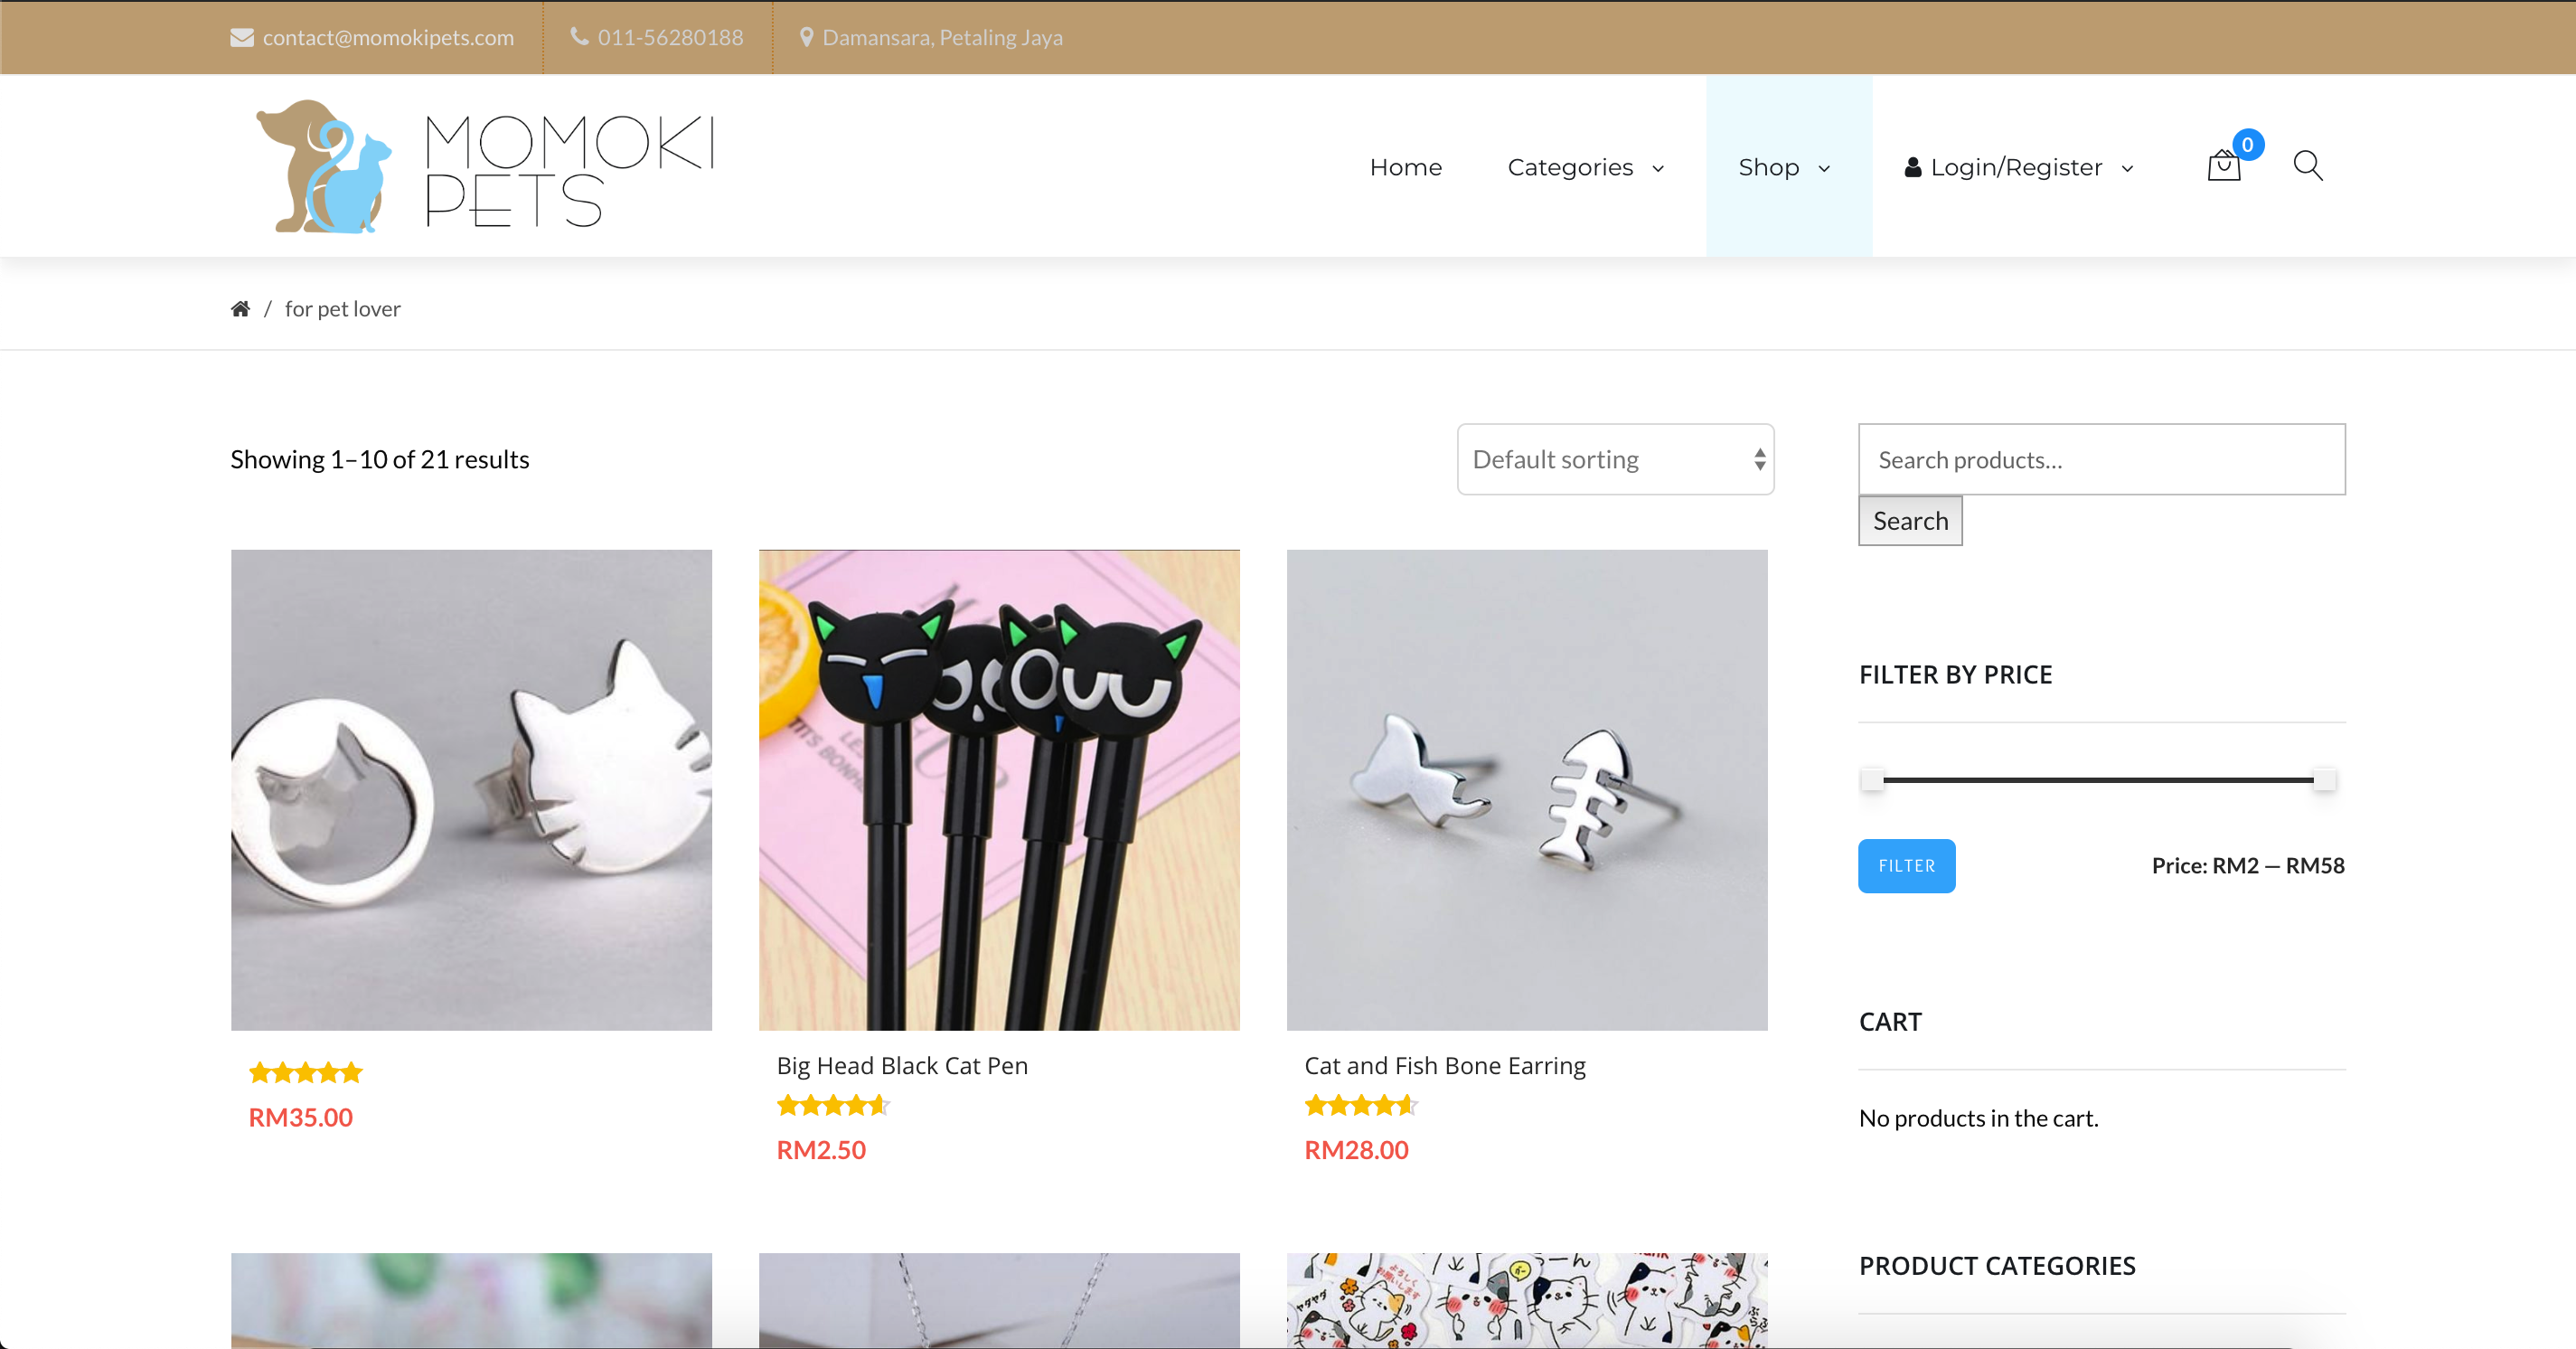 contact@momokipets.com
011-56280188
Damansara, Petaling Jaya
MOMOKI
PETS
Home
Categories
Shop
Login/Register
0
/ for pet lover
Showing 1–10 of 21 results
Default sorting
Search products…
Search
FILTER BY PRICE
FILTER
Price: RM2 — RM58
RM35.00
Big Head Black Cat Pen
RM2.50
Cat and Fish Bone Earring
RM28.00
CART
No products in the cart.
PRODUCT CATEGORIES